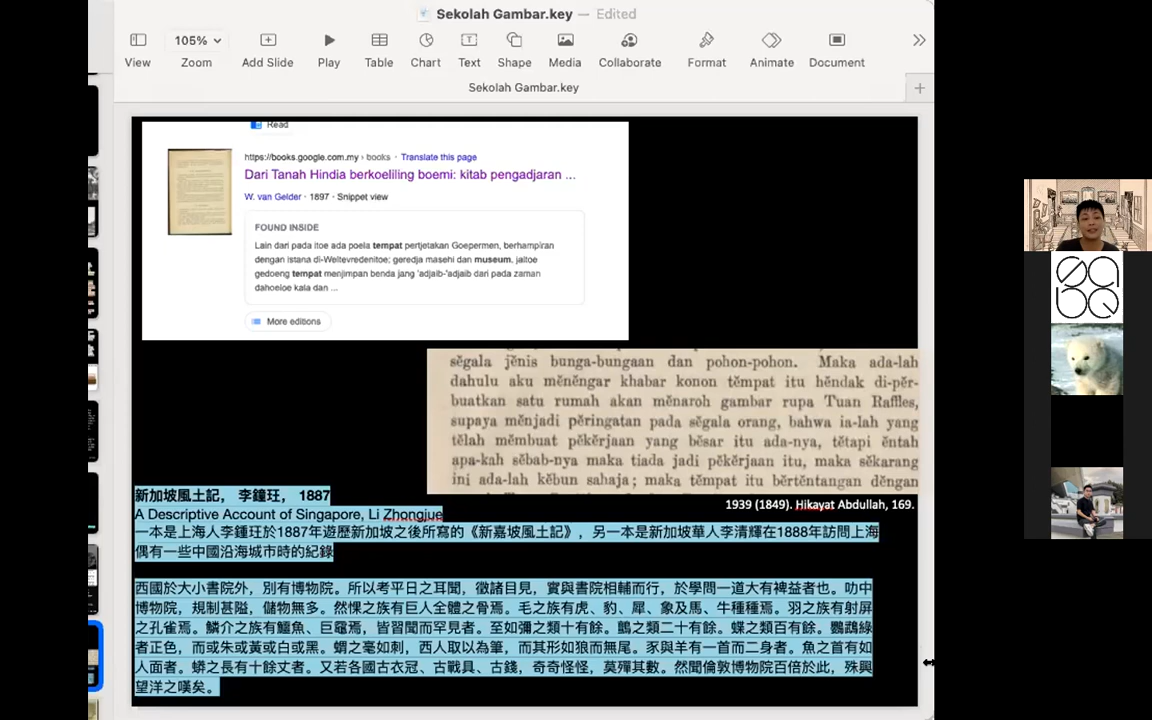 Sekolah Gambar.key — Edited
105%
View
Zoom
Add Slide
Play
Table
Chart
Text
Shape
Media
Collaborate
Format
Animate
Document
Sekolah Gambar.key
Read
https://books.google.com.my › books · Translate this page
Dari Tanah Hindia berkoeliling boemi: kitab pengadjaran ...
W. van Gelder · 1897 · Snippet view
FOUND INSIDE
Lain dari pada itoe ada poela tempat pertjetakan Goepermen, berhampiran
dengan istana di-Weltevredenitoe; geredja masehi dan museum, jaitoe
gedoeng tempat menjimpan benda jang 'adjaib-'adjaib dari pada zaman
dahoeloe kala dan ...
More editions
sĕgala jĕnis bunga-bungaan dan pohon-pohon. Maka ada-lah
dahulu aku mĕnĕngar khabar konon tĕmpat itu hĕndak di-pĕr-
buatkan satu rumah akan mĕnaroh gambar rupa Tuan Raffles,
supaya mĕnjadi pĕringatan pada sĕgala orang, bahwa ia-lah yang
tĕlah mĕmbuat pĕkĕrjaan yang bĕsar itu ada-nya, tĕtapi ĕntah
apa-kah sĕbab-nya maka tiada jadi pĕkĕrjaan itu, maka sĕkarang
ini ada-lah kĕbun sahaja; maka tĕmpat itu bĕrtĕntangan dĕngan
1939 (1849). Hikayat Abdullah, 169.
新加坡風土記， 李鐘玨， 1887
A Descriptive Account of Singapore, Li Zhongjue
一本是上海人李鍾玨於1887年遊歷新加坡之後所寫的《新嘉坡風土記》，另一本是新加坡華人李清輝在1888年訪問上海
偶有一些中國沿海城市時的紀錄
西國於大小書院外，別有博物院。所以考平日之耳聞，徵諸目見，實與書院相輔而行，於學問一道大有裨益者也。叻中
博物院，規制甚隘，儲物無多。然倮之族有巨人全體之骨焉。毛之族有虎、豹、犀、象及馬、牛種種焉。羽之族有射屏
之孔雀焉。鱗介之族有鱷魚、巨黿焉，皆習聞而罕見者。至如彌之類十有餘。鸇之類二十有餘。蝶之類百有餘。鸚鵡綠
者正色，而或朱或黃或白或黑。蝟之毫如刺，西人取以為筆，而其形如狼而無尾。豕與羊有一首而二身者。魚之首有如
人面者。蟒之長有十餘丈者。又若各國古衣冠、古戰具、古錢，奇奇怪怪，莫殫其數。然聞倫敦博物院百倍於此，殊興
望洋之嘆矣。